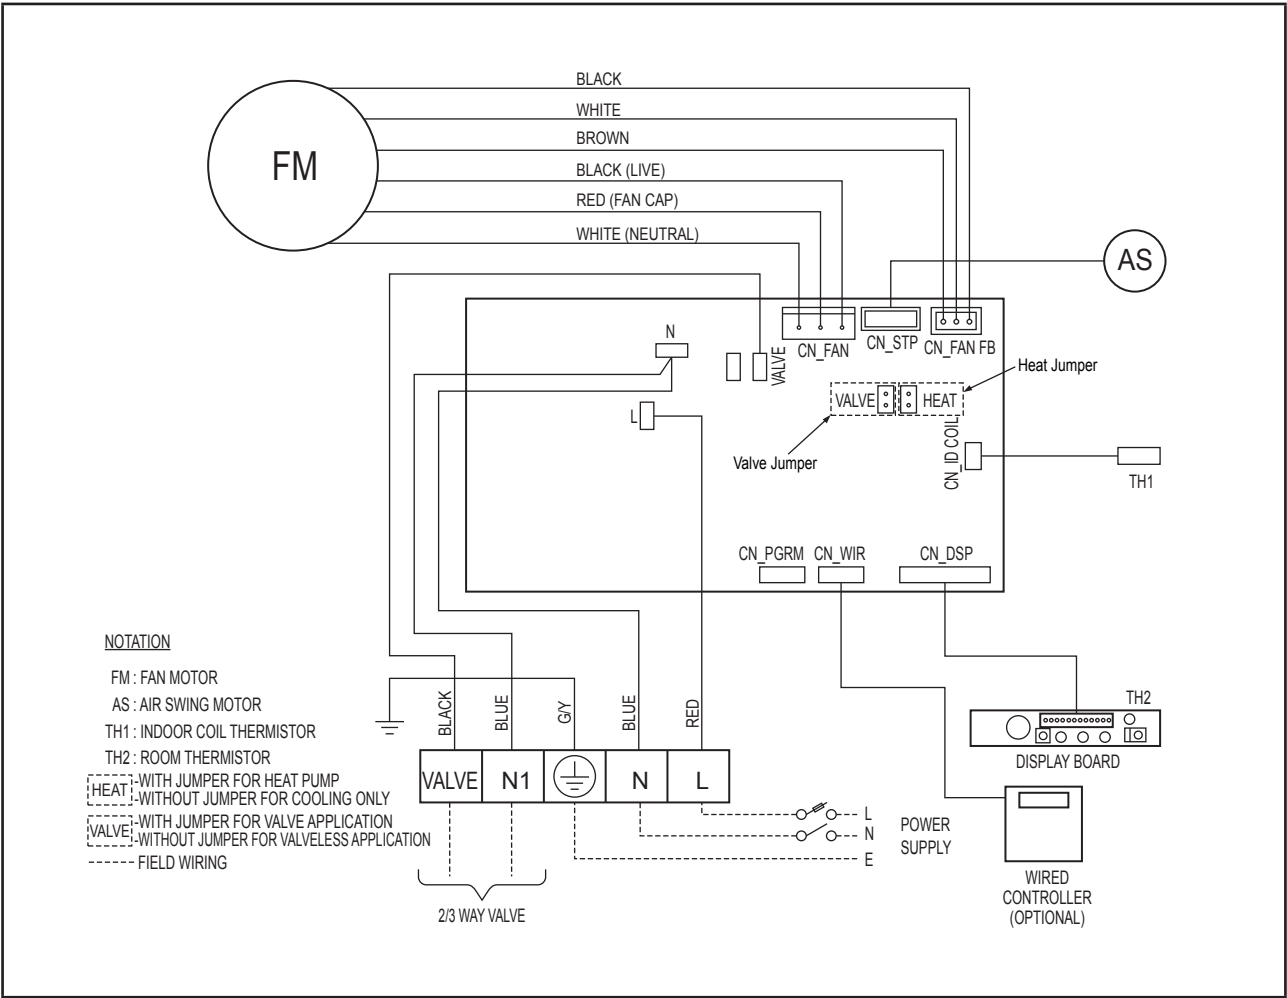 BLACK
WHITE
BROWN
BLACK (LIVE)
RED (FAN CAP)
WHITE (NEUTRAL)
FM
AS
N
L
VALVE
CN_FAN
CN_STP
CN_FAN FB
Heat Jumper
VALVE
HEAT
Valve Jumper
CN_ID COIL
TH1
CN_PGRM
CN_WIR
CN_DSP
NOTATION
FM : FAN MOTOR
AS : AIR SWING MOTOR
TH1 : INDOOR COIL THERMISTOR
TH2 : ROOM THERMISTOR
HEAT
-WITH JUMPER FOR HEAT PUMP
-WITHOUT JUMPER FOR COOLING ONLY
VALVE
-WITH JUMPER FOR VALVE APPLICATION
-WITHOUT JUMPER FOR VALVELESS APPLICATION
------ FIELD WIRING
BLACK
BLUE
G/Y
BLUE
RED
VALVE
N1
N
L
2/3 WAY VALVE
L
N
E
POWER
SUPPLY
TH2
DISPLAY BOARD
WIRED
CONTROLLER
(OPTIONAL)